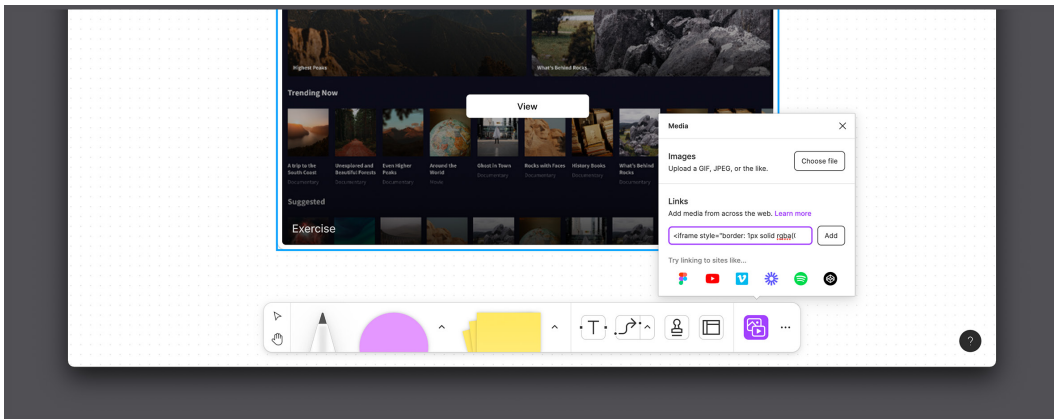 Highest Peaks
What's Behind Rocks
Trending Now
View
A trip to the South Coast
Documentary
Unexplored and Beautiful Forests
Documentary
Even Higher Peaks
Documentary
Around the World
Movie
Ghost in Town
Documentary
Rocks with Faces
Documentary
History Books
Documentary
What's Behind Rocks
Documentary
Suggested
Exercise
Media
Images
Upload a GIF, JPEG, or the like.
Choose file
Links
Add media from across the web. Learn more
<iframe style="border: 1px solid rgba(
Add
Try linking to sites like...
T
?